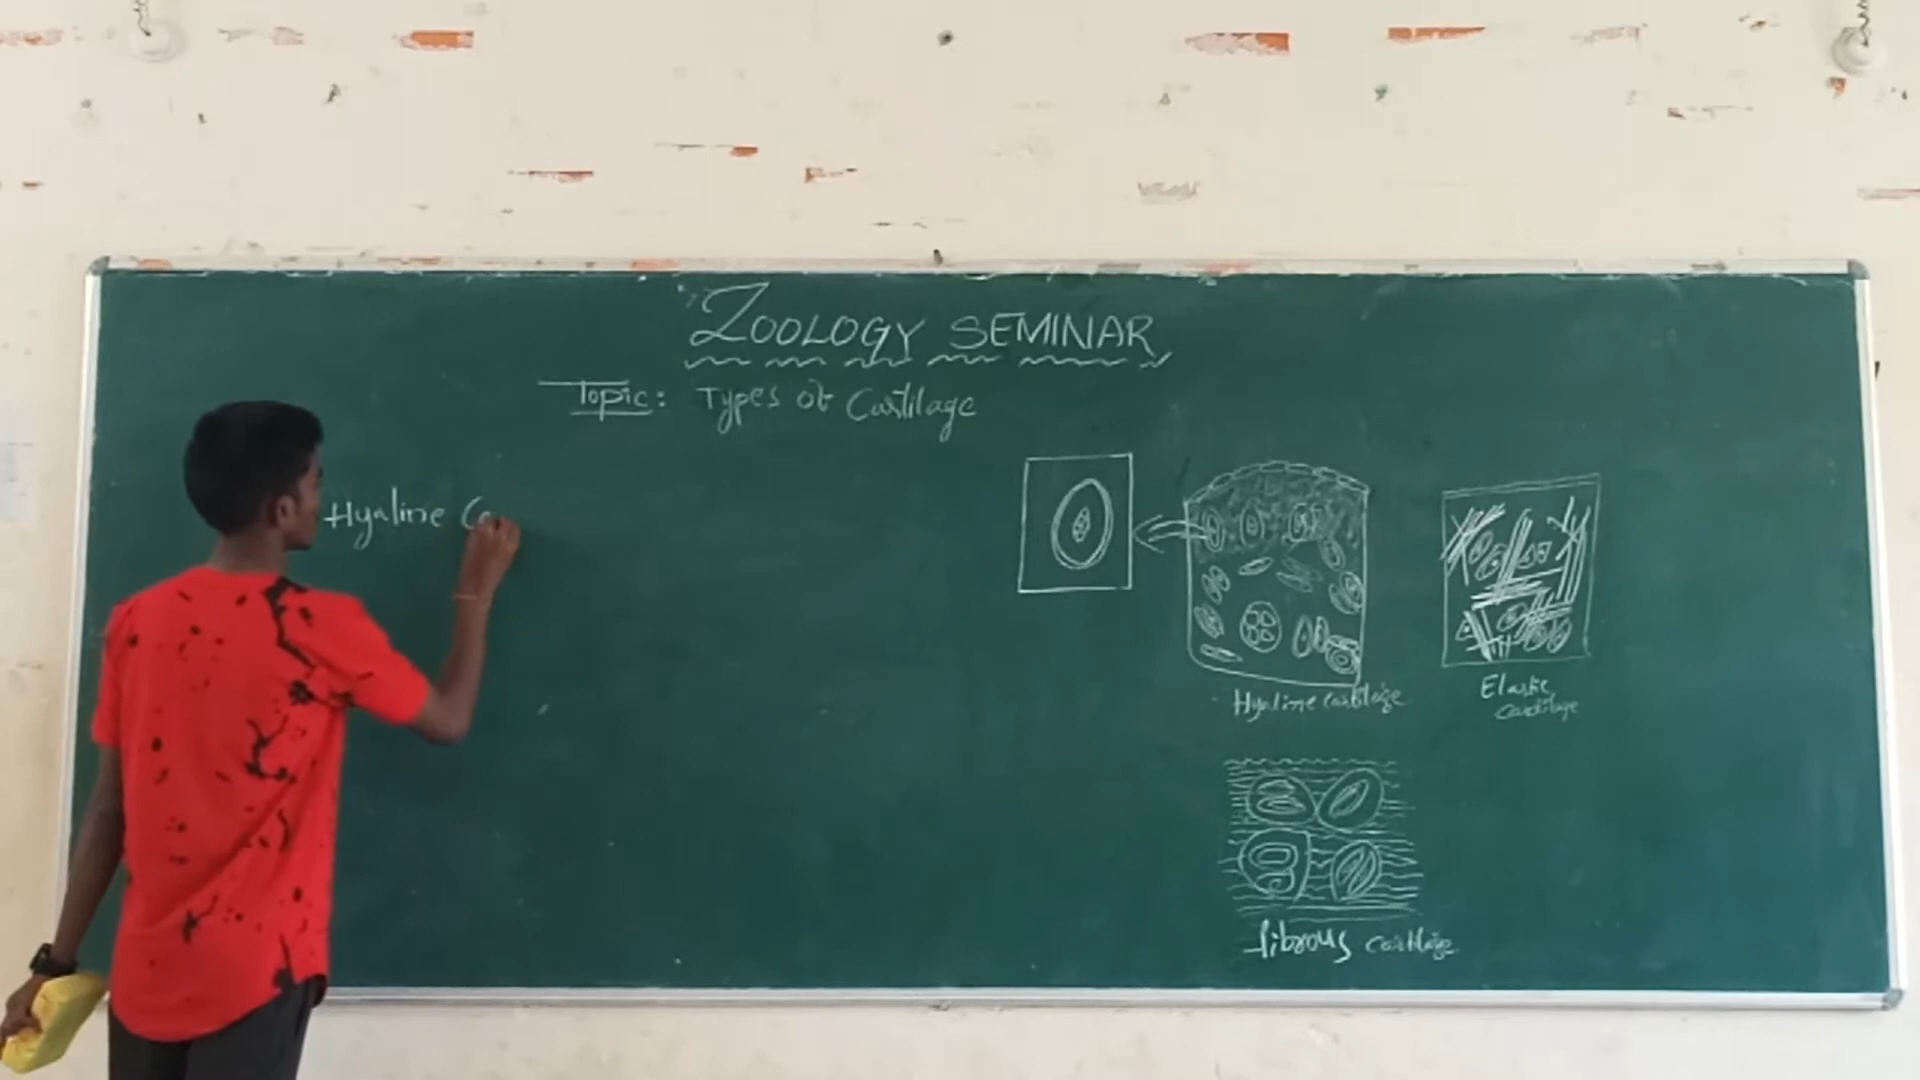 ZOOLOGY SEMINAR
Topic: Types of Cartilage
Hyaline Ca
Hyaline cartilage
Elastic
cartilage
fibrous cartilage